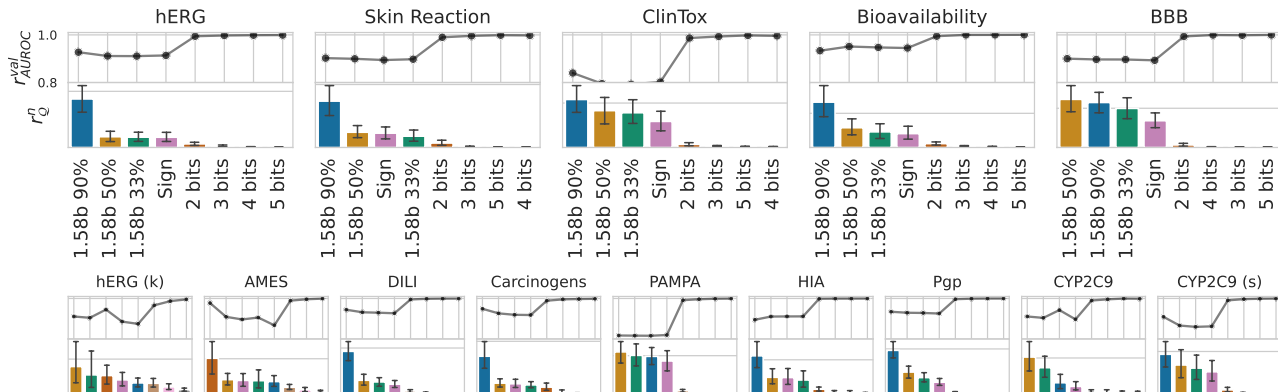 hERG
Skin Reaction
ClinTox
Bioavailability
BBB
1.0
0.8
r^{val}_{AUROC}
r^{n}_{Q}
1.58b 90%
1.58b 50%
1.58b 33%
Sign
2 bits
3 bits
4 bits
5 bits
1.58b 90%
1.58b 50%
Sign
1.58b 33%
2 bits
3 bits
5 bits
4 bits
1.58b 90%
1.58b 50%
1.58b 33%
Sign
2 bits
3 bits
5 bits
4 bits
1.58b 90%
1.58b 50%
1.58b 33%
Sign
2 bits
3 bits
4 bits
5 bits
1.58b 50%
1.58b 90%
1.58b 33%
Sign
2 bits
4 bits
3 bits
5 bits
hERG (k)
AMES
DILI
Carcinogens
PAMPA
HIA
Pgp
CYP2C9
CYP2C9 (s)